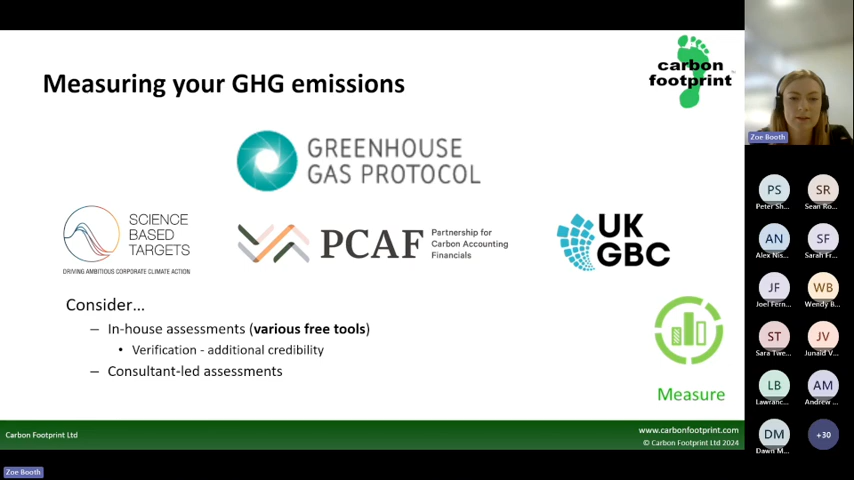 Measuring your GHG emissions
carbon
footprint
GREENHOUSE
GAS PROTOCOL
SCIENCE
BASED
TARGETS
DRIVING AMBITIOUS CORPORATE CLIMATE ACTION
PCAF
Partnership for
Carbon Accounting
Financials
UK
GBC
Consider...
– In-house assessments (various free tools)
• Verification - additional credibility
– Consultant-led assessments
Measure
Carbon Footprint Ltd
www.carbonfootprint.com
© Carbon Footprint Ltd 2024
Zoe Booth
Zoe Booth
PS
Peter Sh...
SR
Sean Ro...
AN
Alex Nis...
SF
Sarah Fr...
JF
Joel Fern...
WB
Wendy B...
ST
Sara Twe...
JV
Junaid V...
LB
Lawranc...
AM
Andrew ...
DM
Dawn M...
+30